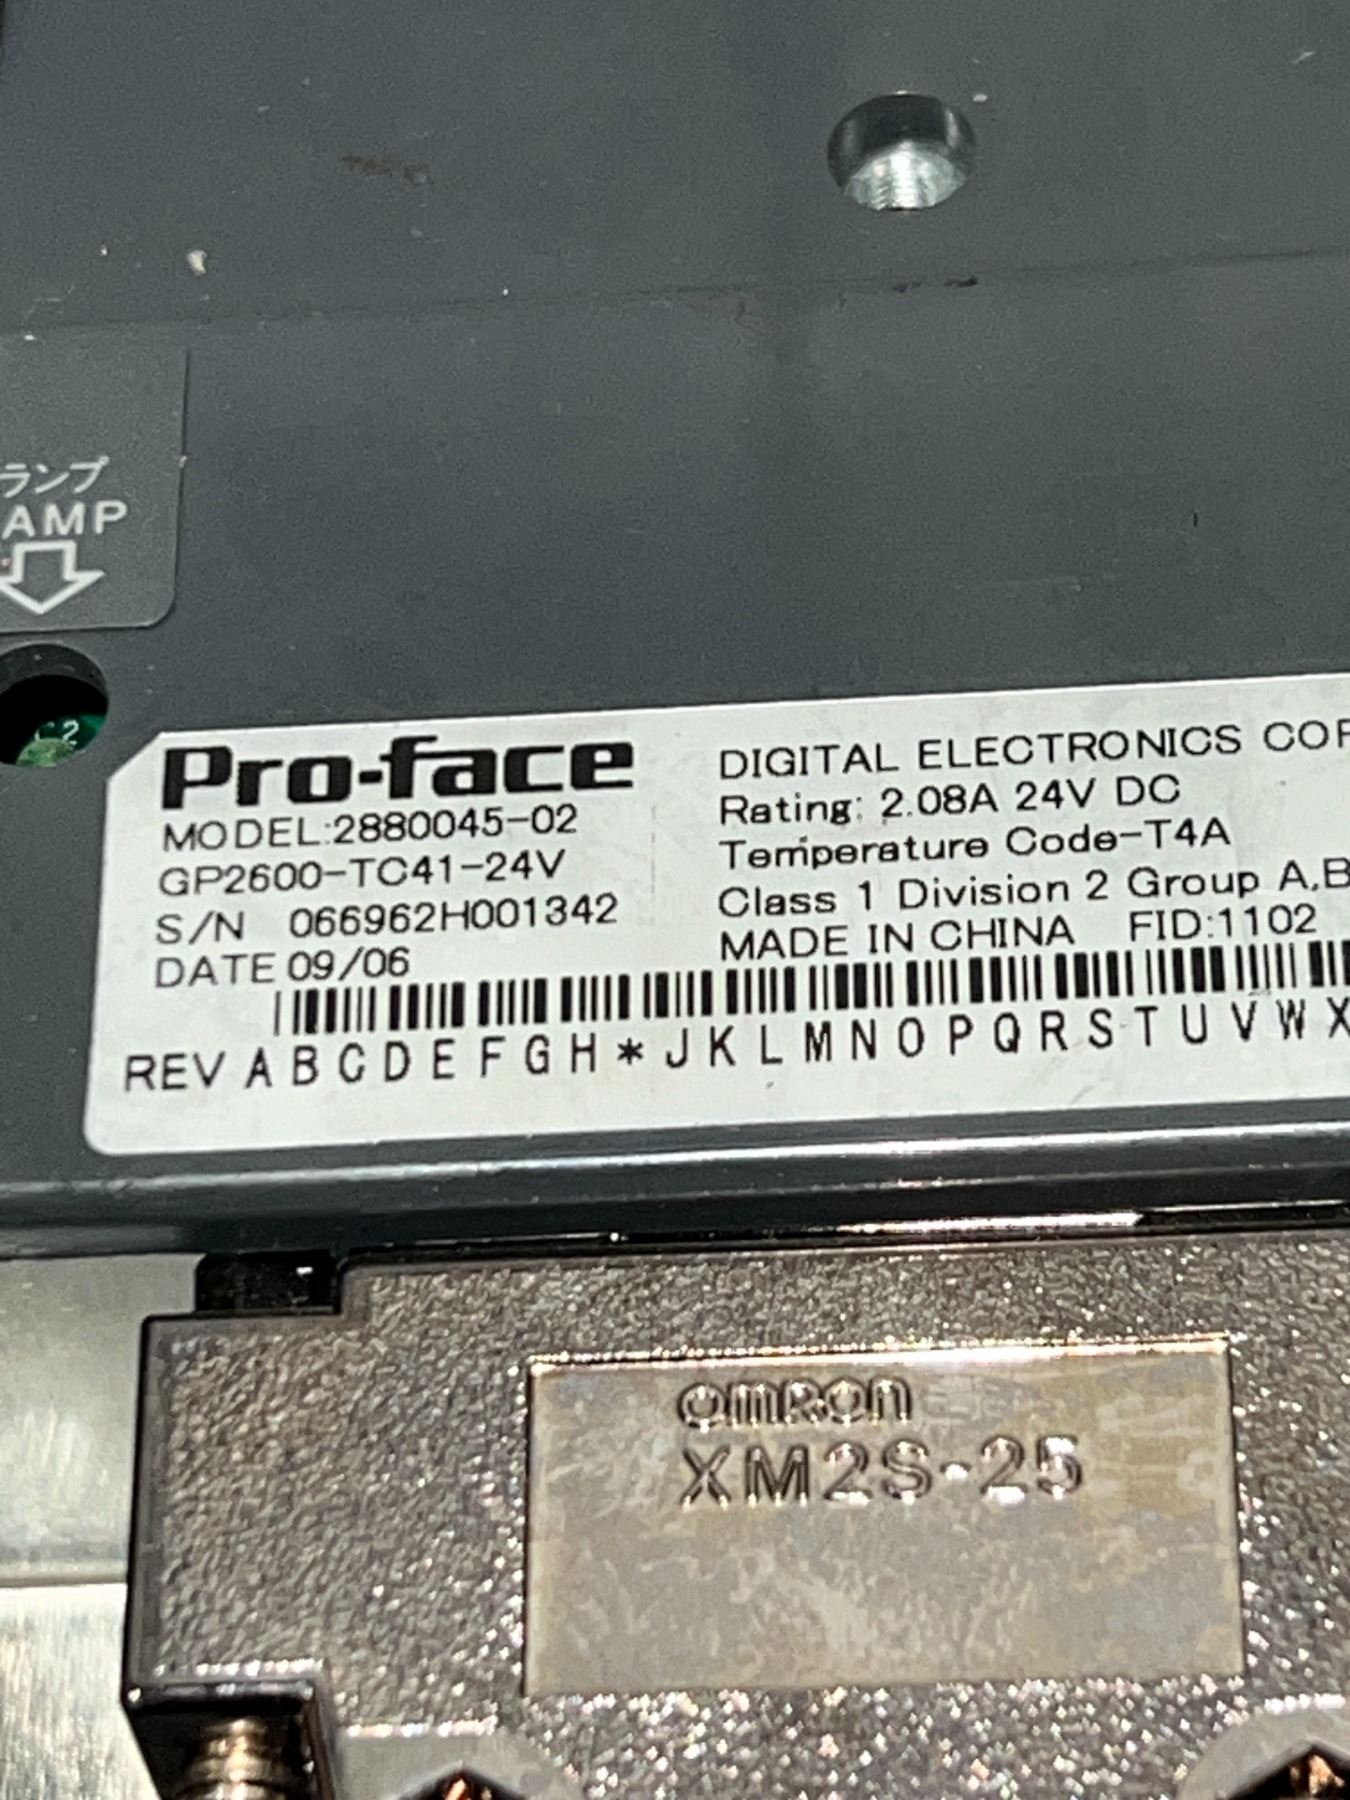 ランプ
AMP
C2
Pro-face
MODEL:2880045-02
GP2600-TC41-24V
S/N 066962H001342
DATE 09/06
DIGITAL ELECTRONICS COR
Rating: 2.08A 24V DC
Temperature Code-T4A
Class 1 Division 2 Group A,B
MADE IN CHINA FID:1102
REV A B C D E F G H * J K L M N O P Q R S T U V W X
OMRON
XM2S-25